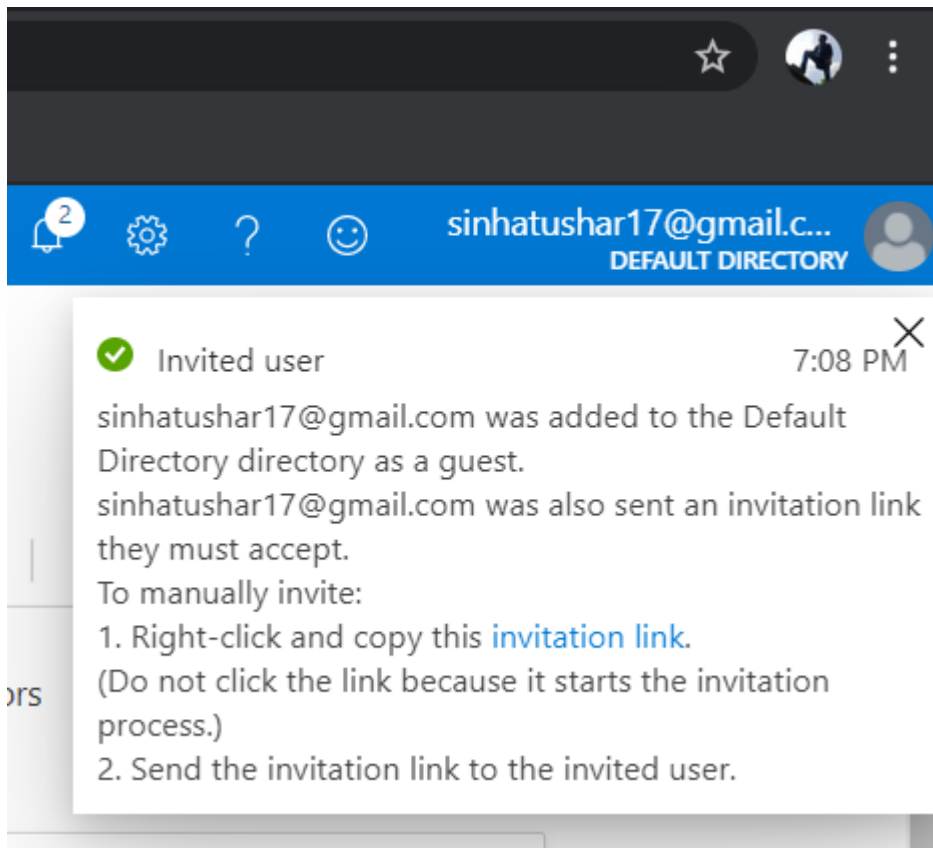 2
sinhatushar17@gmail.c...
DEFAULT DIRECTORY
Invited user
7:08 PM
sinhatushar17@gmail.com was added to the Default
Directory directory as a guest.
sinhatushar17@gmail.com was also sent an invitation link
they must accept.
To manually invite:
1. Right-click and copy this invitation link.
(Do not click the link because it starts the invitation
process.)
2. Send the invitation link to the invited user.
ors